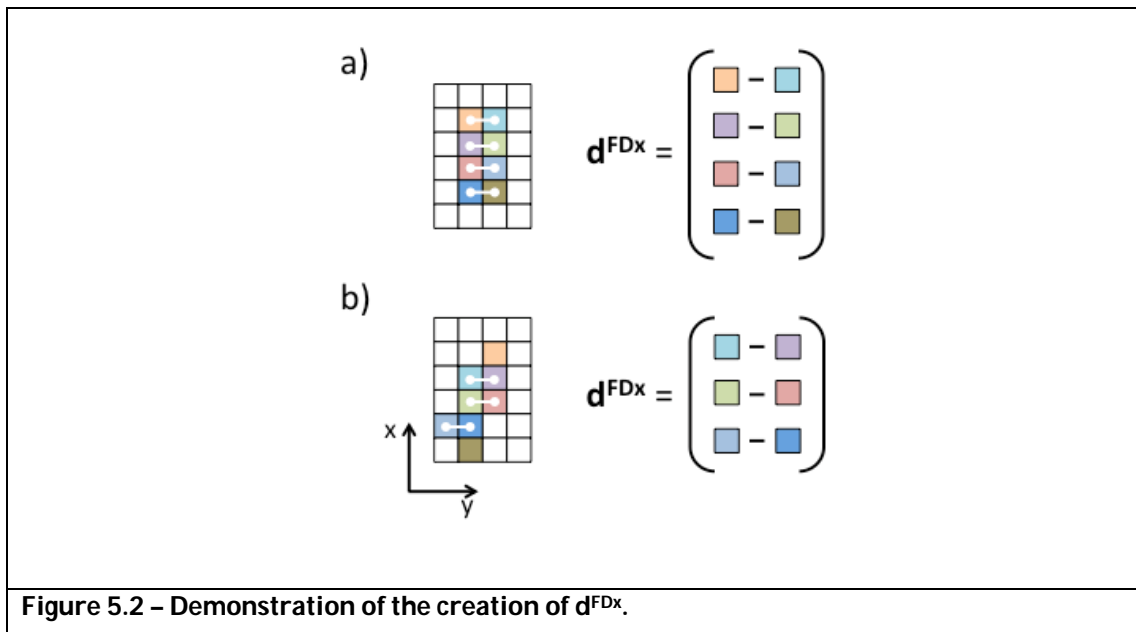 a)
d^FDx =
b)
d^FDx =
x
y
Figure 5.2 – Demonstration of the creation of d^FDx.